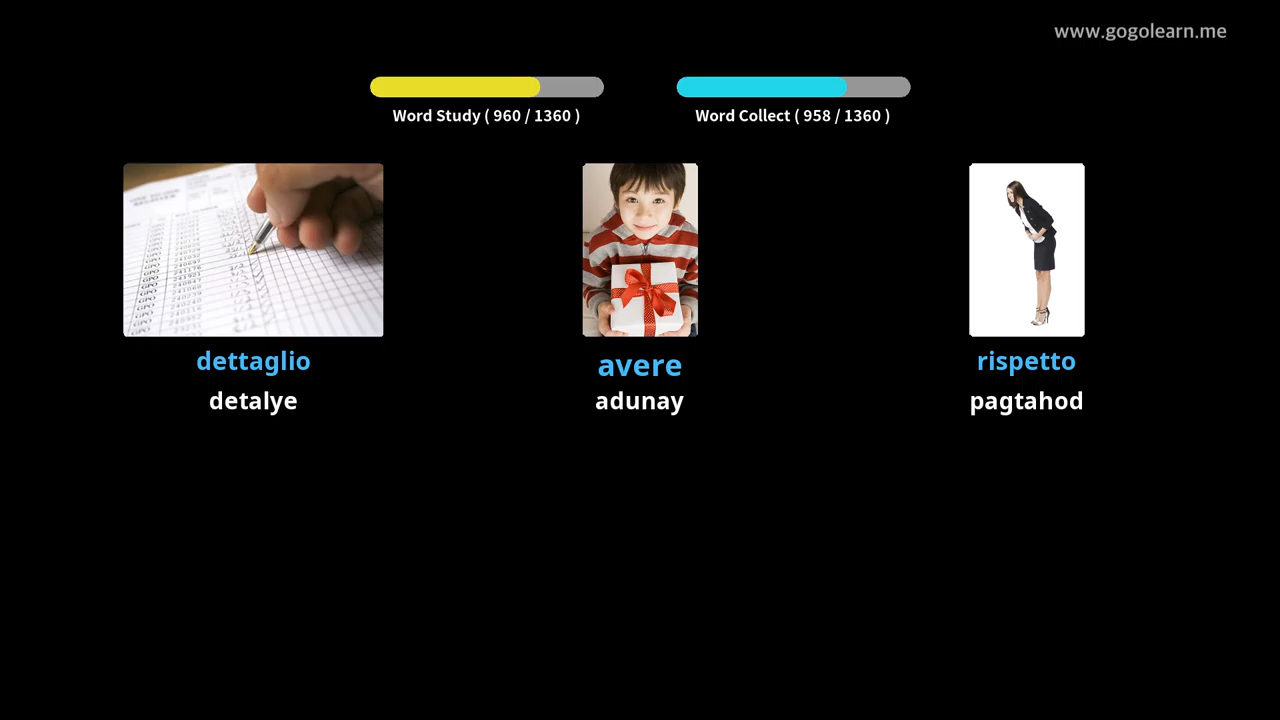 www.gogolearn.me
Word Study ( 960 / 1360 )
Word Collect ( 958 / 1360 )
dettaglio
avere
rispetto
detalye
adunay
pagtahod